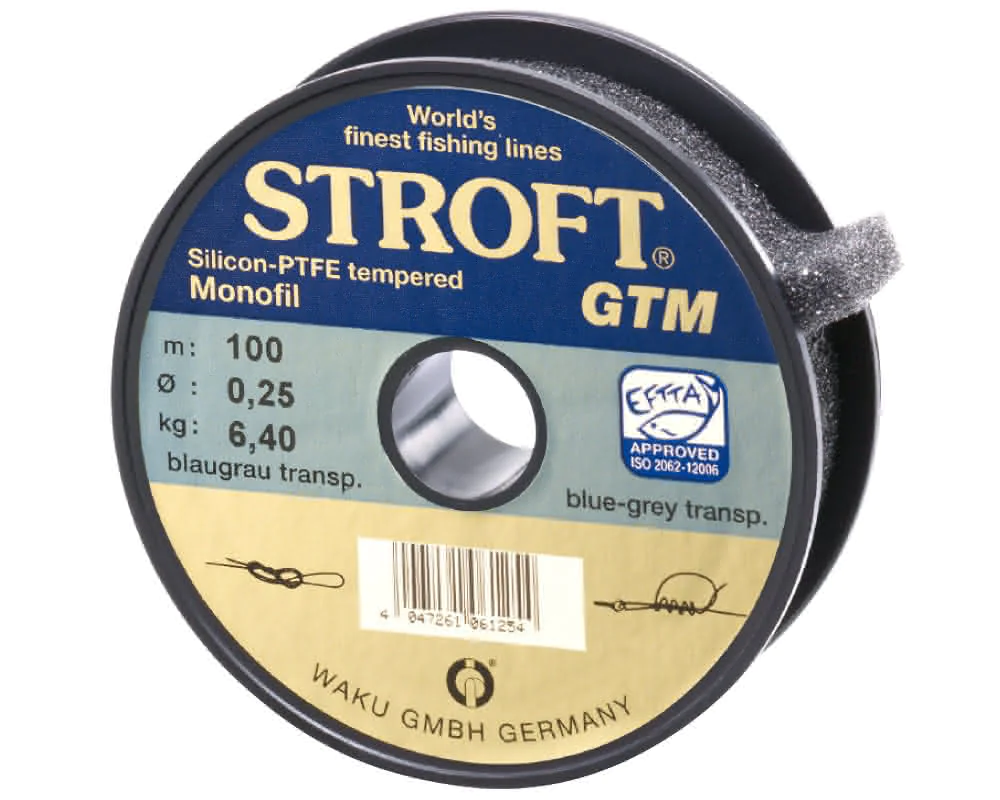 World's
finest fishing lines
STROFT®
Silicon-PTFE tempered
Monofil
GTM
m: 100
Ø : 0,25
kg: 6,40
blaugrau transp.
EFTTA
APPROVED
ISO 2062-12006
blue-grey transp.
4 047261 061234
WAKU GMBH GERMANY